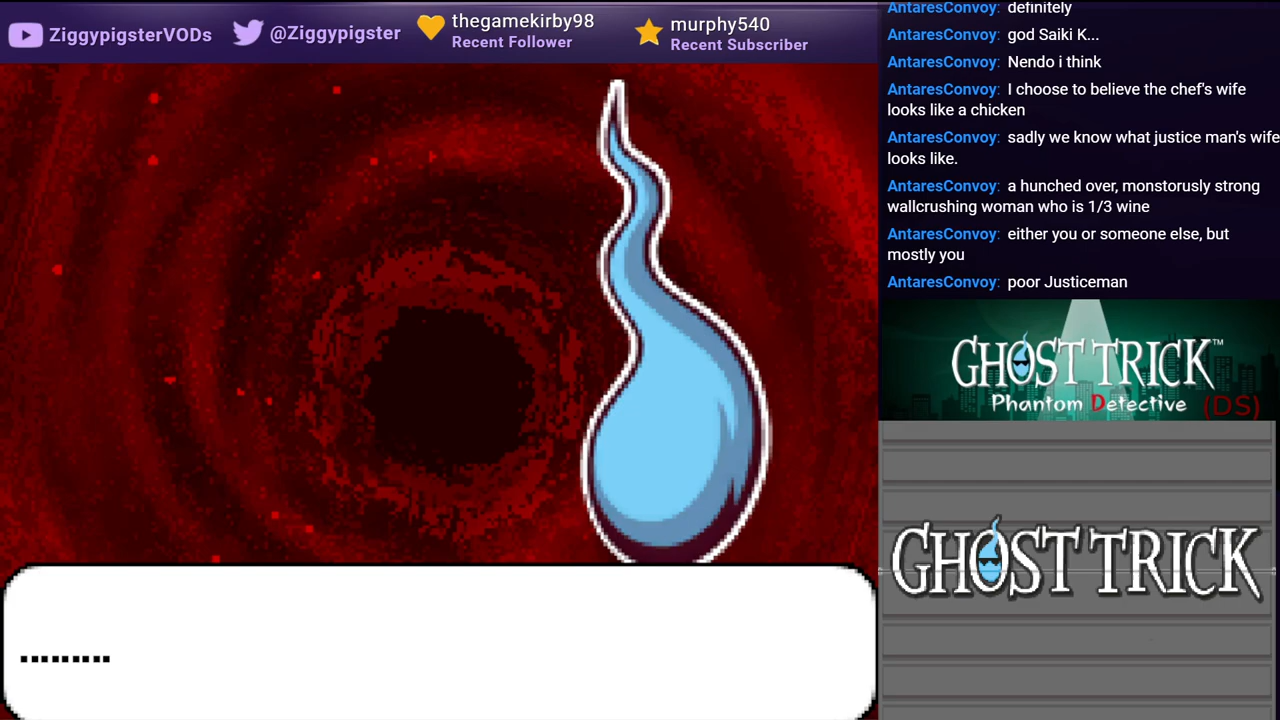 ZiggypigsterVODs
@Ziggypigster
thegamekirby98
Recent Follower
murphy540
Recent Subscriber
AntaresConvoy: definitely
AntaresConvoy: god Saiki K...
AntaresConvoy: Nendo i think
AntaresConvoy: I choose to believe the chef's wife
looks like a chicken
AntaresConvoy: sadly we know what justice man's wife
looks like.
AntaresConvoy: a hunched over, monstorusly strong
wallcrushing woman who is 1/3 wine
AntaresConvoy: either you or someone else, but
mostly you
AntaresConvoy: poor Justiceman
GHOST TRICK™
Phantom Detective (DS)
GHOST TRICK
.........